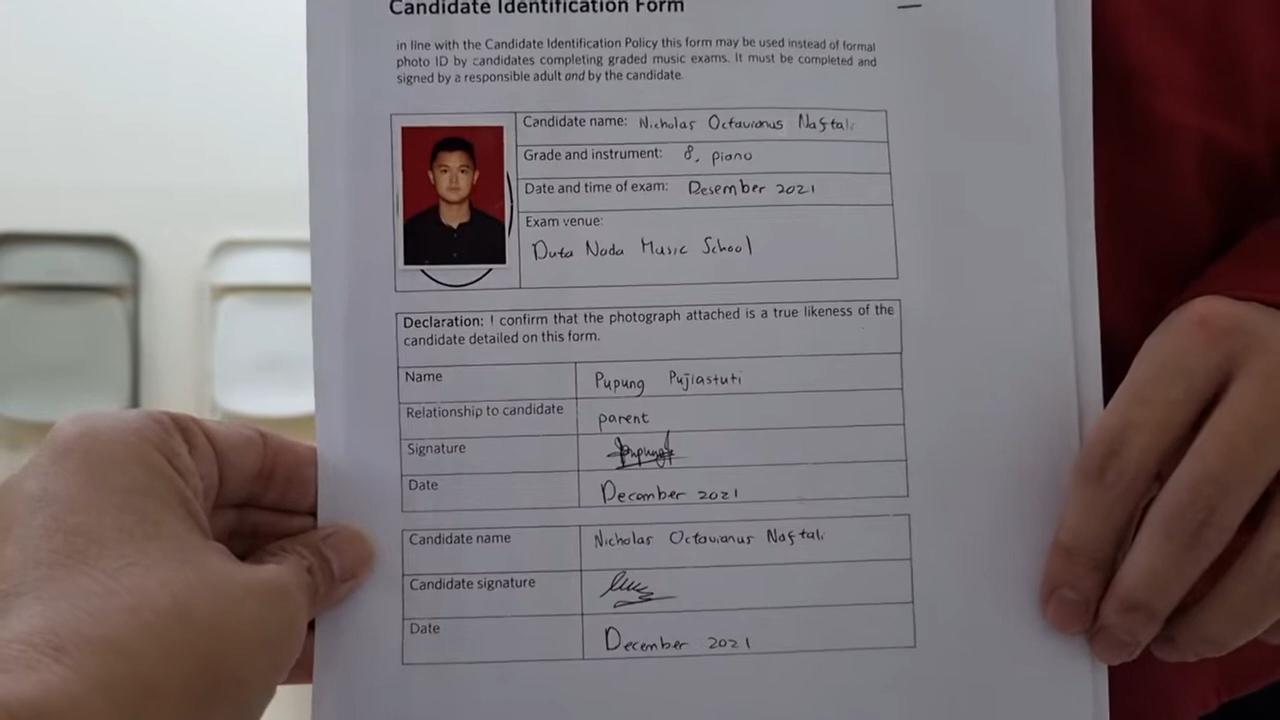 Candidate Identification Form
in line with the Candidate Identification Policy this form may be used instead of formal
photo ID by candidates completing graded music exams. It must be completed and
signed by a responsible adult and by the candidate.
Candidate name: Nicholas Octavianus Naftali
Grade and instrument: 8, piano
Date and time of exam: Desember 2021
Exam venue:
Duta Nada Music School
Declaration: I confirm that the photograph attached is a true likeness of the
candidate detailed on this form.
Name Pupung Pujiastuti
Relationship to candidate parent
Signature Pupung
Date December 2021
Candidate name Nicholas Octavianus Naftali
Candidate signature
Date December 2021